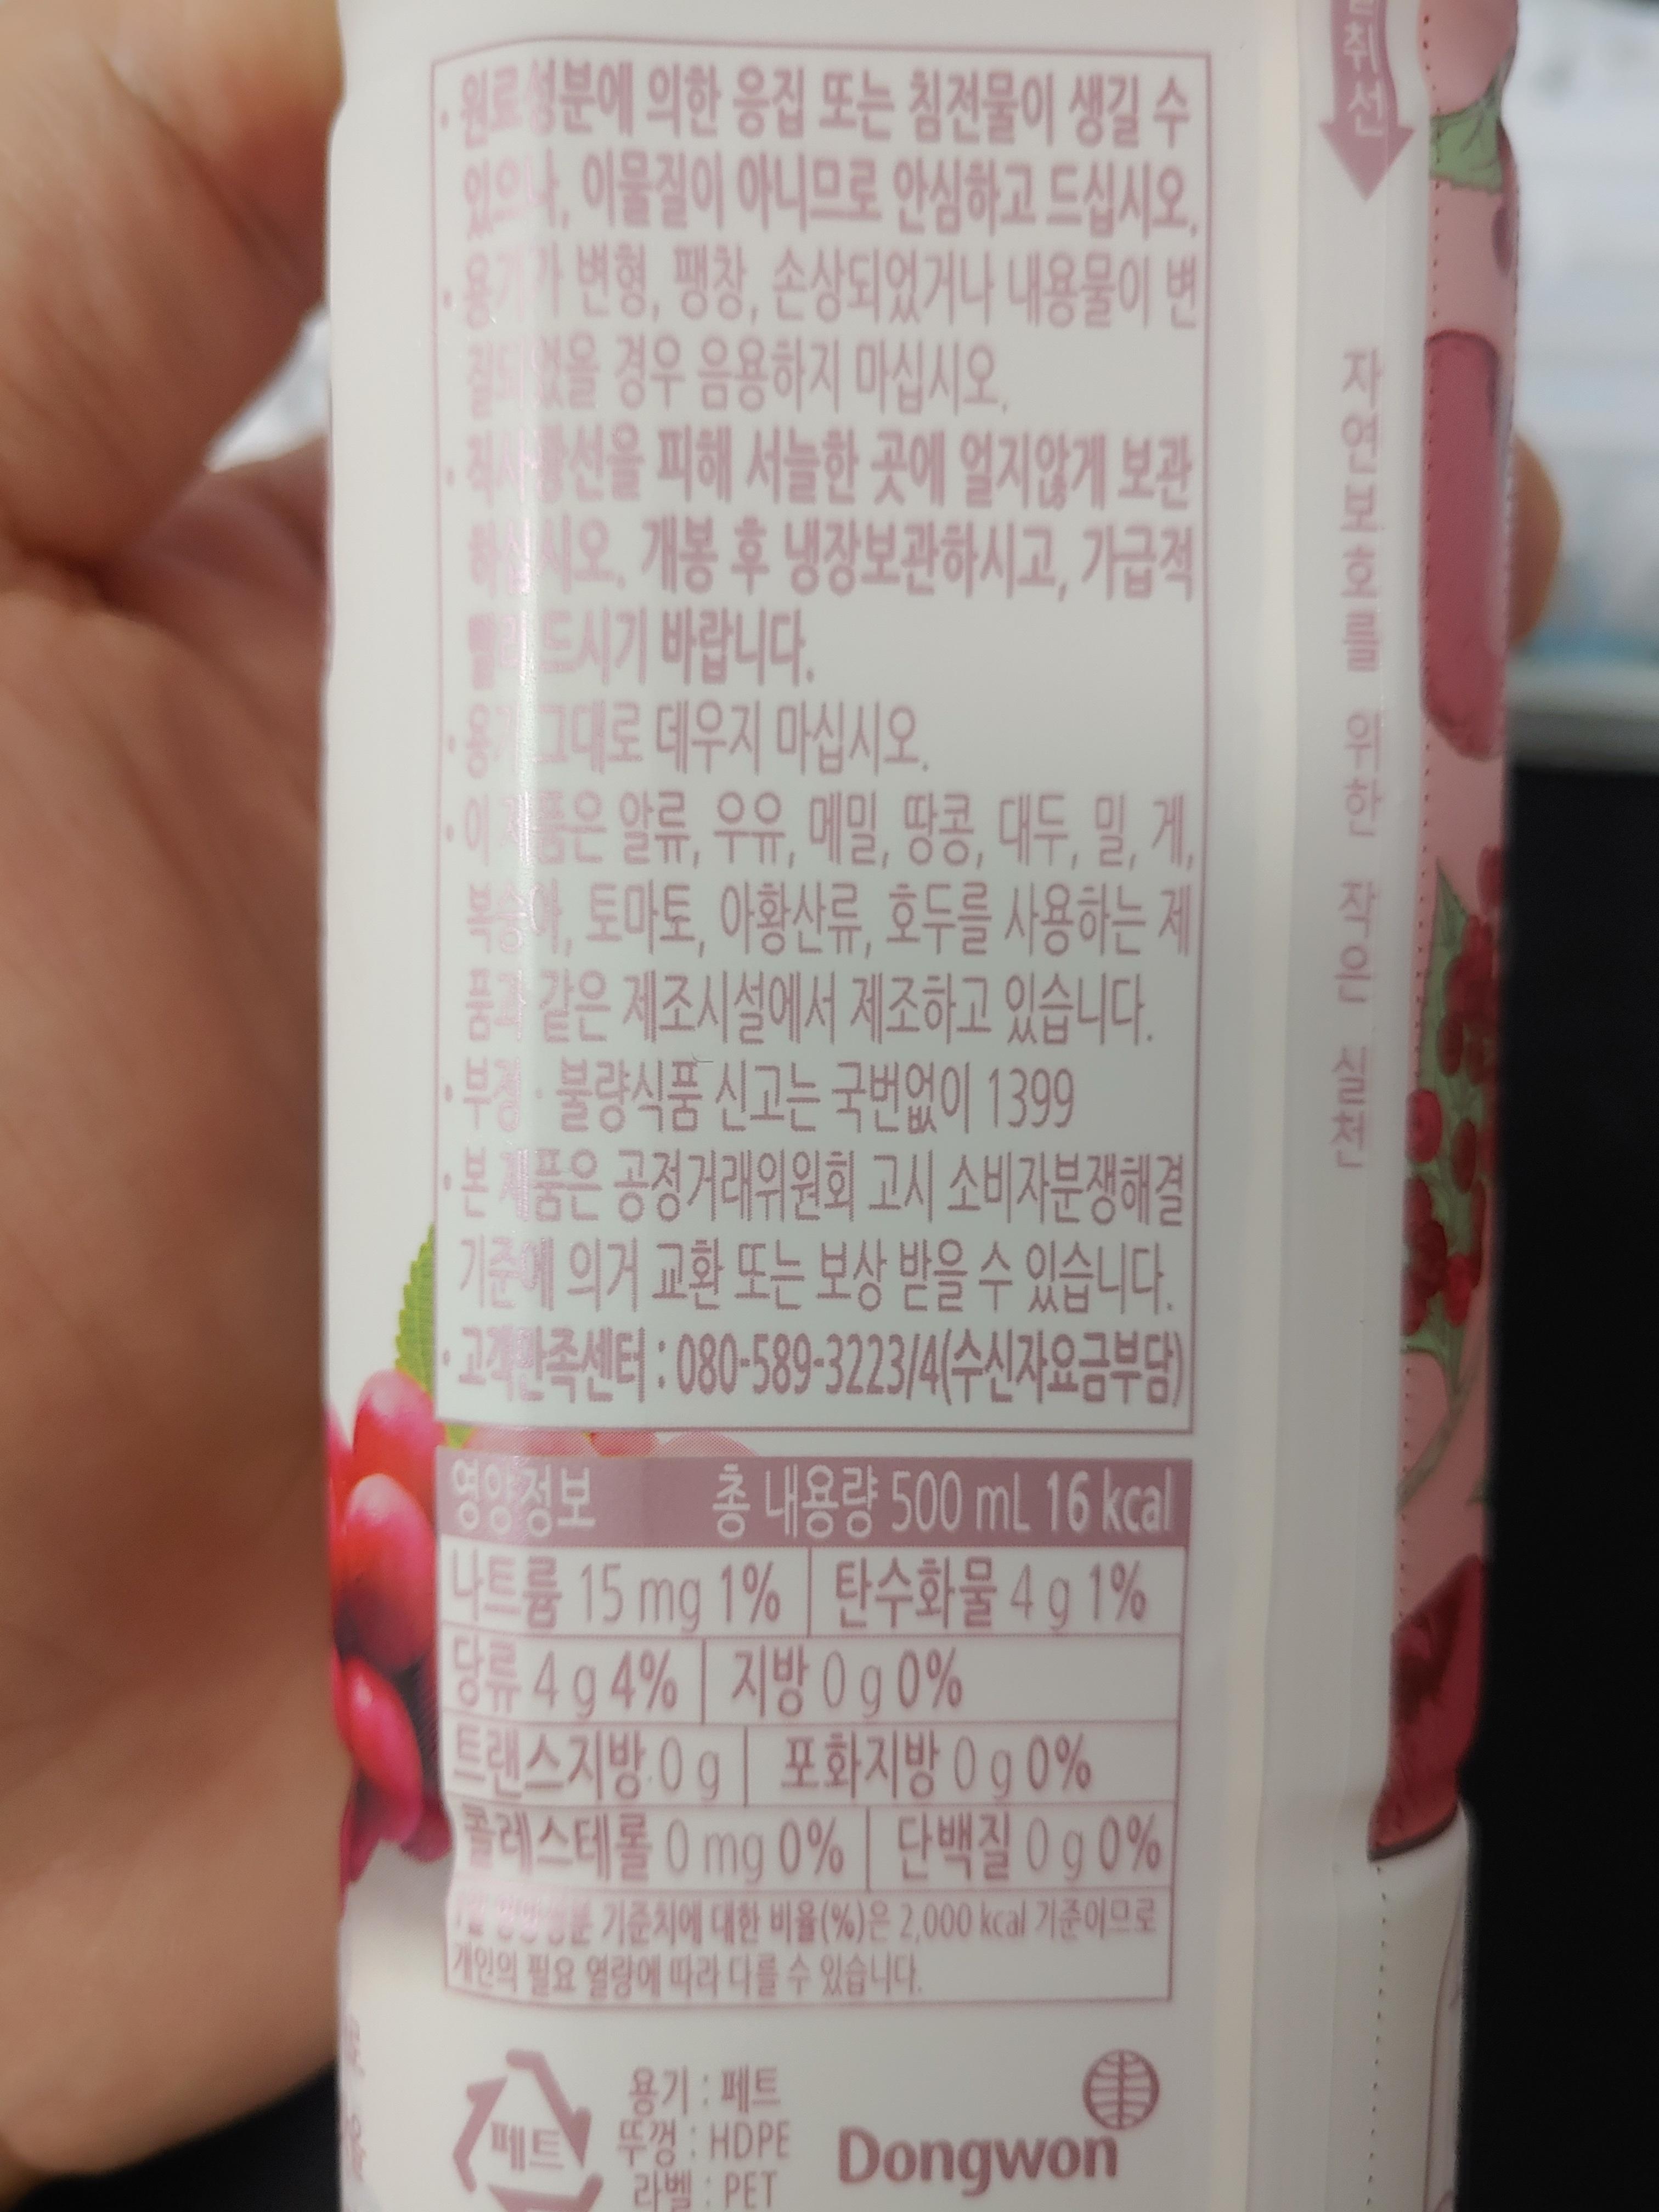 · 원료성분에 의한 응집 또는 침전물이 생길 수
있으나, 이물질이 아니므로 안심하고 드십시오.
· 용기가 변형, 팽창, 손상되었거나 내용물이 변
질되었을 경우 음용하지 마십시오.
· 직사광선을 피해 서늘한 곳에 얼지않게 보관
하십시오. 개봉 후 냉장보관하시고, 가급적
빨리 드시기 바랍니다.
· 용기 그대로 데우지 마십시오.
· 이 제품은 알류, 우유, 메밀, 땅콩, 대두, 밀, 게,
복숭아, 토마토, 아황산류, 호두를 사용하는 제
품과 같은 제조시설에서 제조하고 있습니다.
· 부정 · 불량식품 신고는 국번없이 1399
· 본 제품은 공정거래위원회 고시 소비자분쟁해결
기준에 의거 교환 또는 보상 받을 수 있습니다.
· 고객만족센터 : 080-589-3223/4(수신자요금부담)
영양정보 총 내용량 500 mL 16 kcal
나트륨 15 mg 1% 탄수화물 4 g 1%
당류 4 g 4% 지방 0 g 0%
트랜스지방 0 g 포화지방 0 g 0%
콜레스테롤 0 mg 0% 단백질 0 g 0%
1일 영양성분 기준치에 대한 비율(%)은 2,000 kcal 기준이므로
개인의 필요 열량에 따라 다를 수 있습니다.
페트
용기 : 페트
뚜껑 : HDPE
라벨 : PET
Dongwon
취선
자연보호를 위한 작은 실천